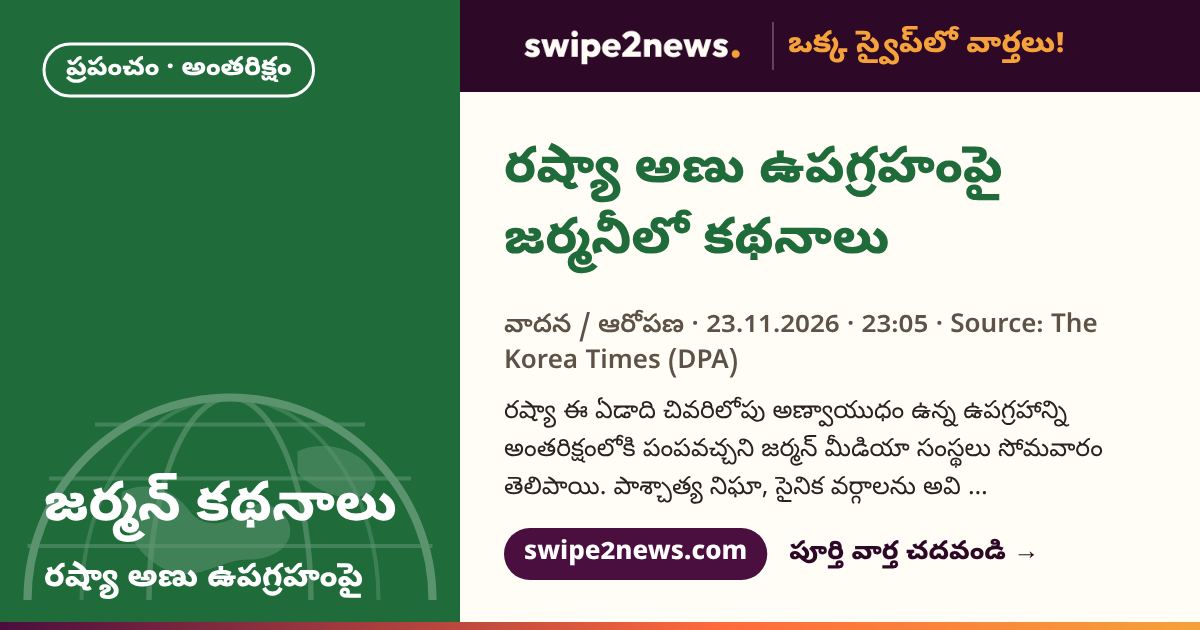 ప్రపంచం · అంతరిక్షం
swipe2news.
ఒక్క స్వైప్‌లో వార్తలు!
రష్యా అణు ఉపగ్రహంపై
జర్మనీలో కథనాలు
వాదన / ఆరోపణ · 23.11.2026 · 23:05 · Source: The
Korea Times (DPA)
రష్యా ఈ ఏడాది చివరిలోపు అణ్వాయుధం ఉన్న ఉపగ్రహాన్ని
అంతరిక్షంలోకి పంపవచ్చని జర్మన్ మీడియా సంస్థలు సోమవారం
తెలిపాయి. పాశ్చాత్య నిఘా, సైనిక వర్గాలను అవి ...
జర్మన్ కథనాలు
రష్యా అణు ఉపగ్రహంపై
swipe2news.com
పూర్తి వార్త చదవండి →